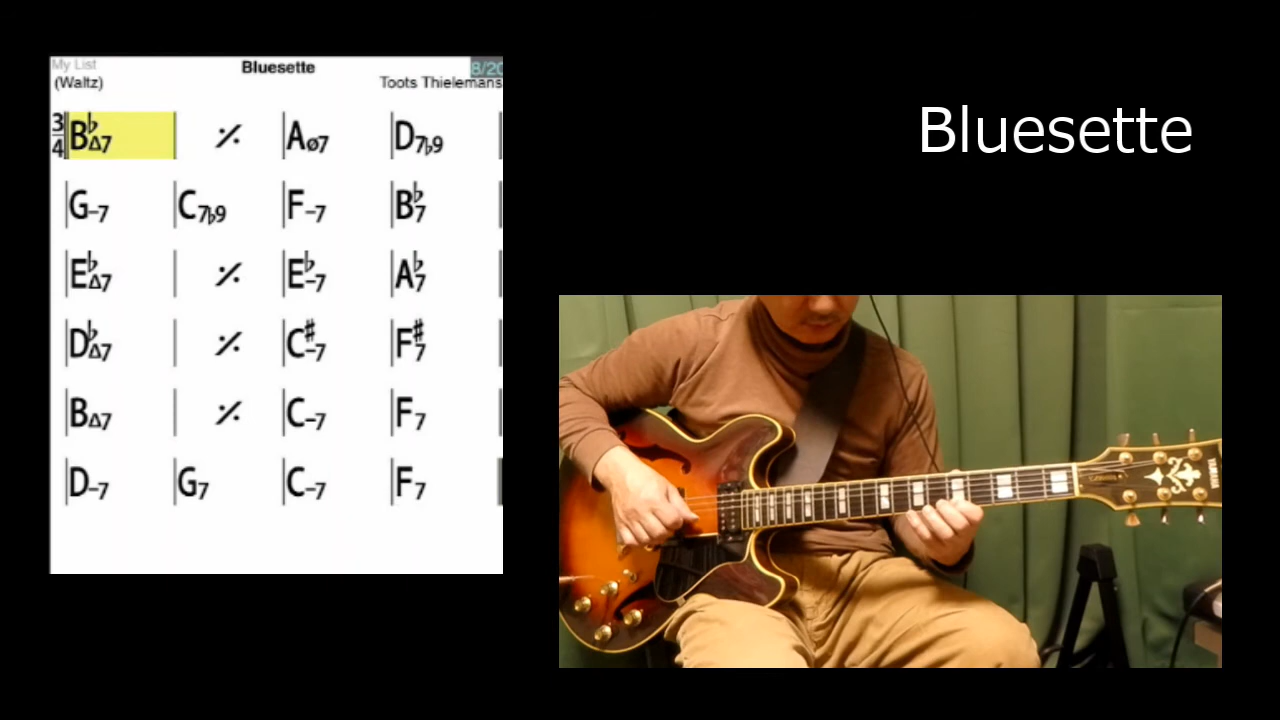 My List
Bluesette
8/20
(Waltz)
Toots Thielemans
3/4 B♭Δ7 | 𝄎 | Aø7 | D7♭9
G–7 | C7♭9 | F–7 | B♭7
E♭Δ7 | 𝄎 | E♭–7 | A♭7
D♭Δ7 | 𝄎 | C♯–7 | F♯7
BΔ7 | 𝄎 | C–7 | F7
D–7 | G7 | C–7 | F7
Bluesette
YAMAHA